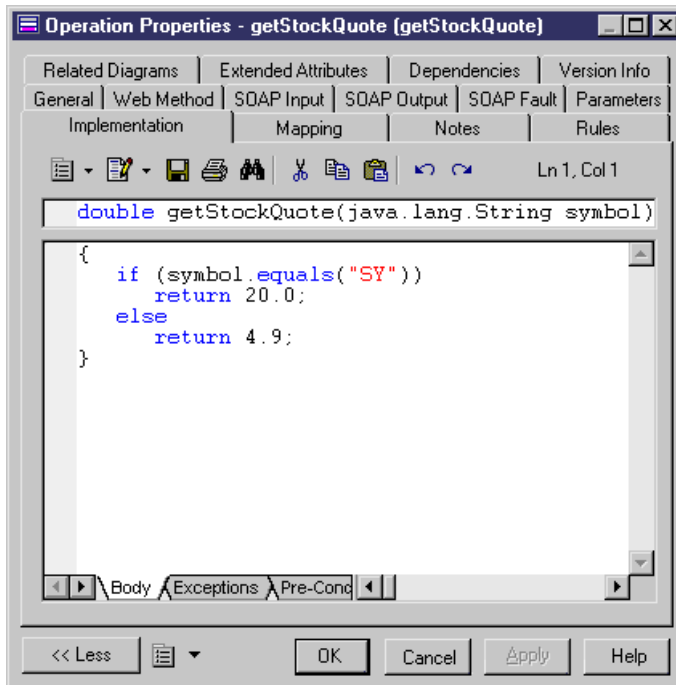 Operation Properties - getStockQuote (getStockQuote)
Related Diagrams Extended Attributes Dependencies Version Info
General Web Method SOAP Input SOAP Output SOAP Fault Parameters
Implementation Mapping Notes Rules
Ln 1, Col 1
double getStockQuote(java.lang.String symbol)
{
if (symbol.equals("SY"))
return 20.0;
else
return 4.9;
}
Body Exceptions Pre-Cond
<< Less OK Cancel Apply Help